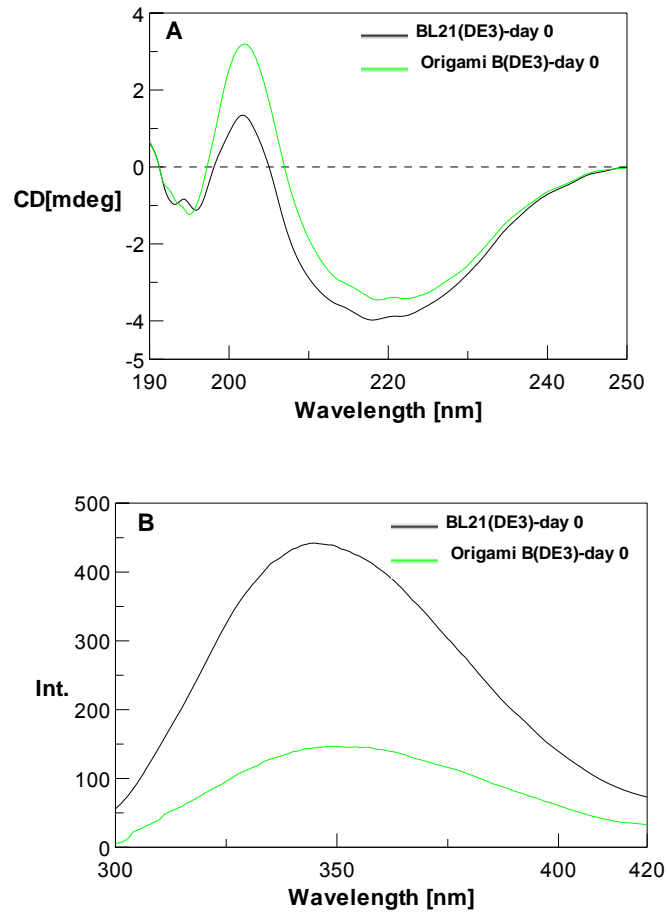 A
BL21(DE3)-day 0
Origami B(DE3)-day 0
4
2
0
CD[mdeg]
-2
-4
-5
190 200 220 240 250
Wavelength [nm]
B
BL21(DE3)-day 0
Origami B(DE3)-day 0
500
400
300
Int.
200
100
0
300 350 400 420
Wavelength [nm]